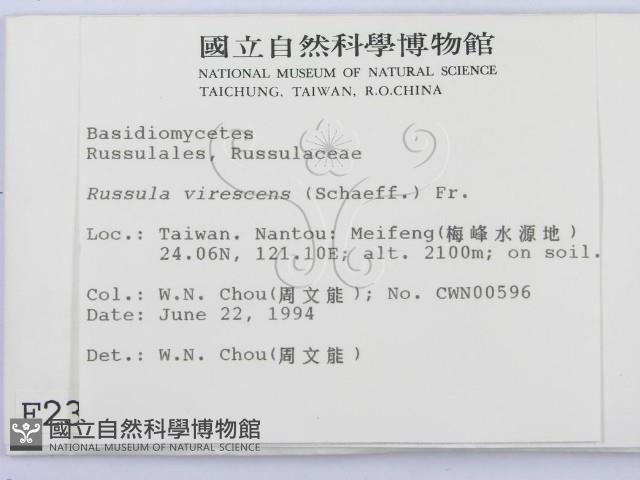 國立自然科學博物館
NATIONAL MUSEUM OF NATURAL SCIENCE
TAICHUNG, TAIWAN, R.O.CHINA
Basidiomycetes
Russulales, Russulaceae
Russula virescens (Schaeff.) Fr.
Loc.: Taiwan. Nantou: Meifeng(梅峰水源地)
24.06N, 121.10E; alt. 2100m; on soil.
Col.: W.N. Chou(周文能); No. CWN00596
Date: June 22, 1994
Det.: W.N. Chou(周文能)
F23
國立自然科學博物館
NATIONAL MUSEUM OF NATURAL SCIENCE